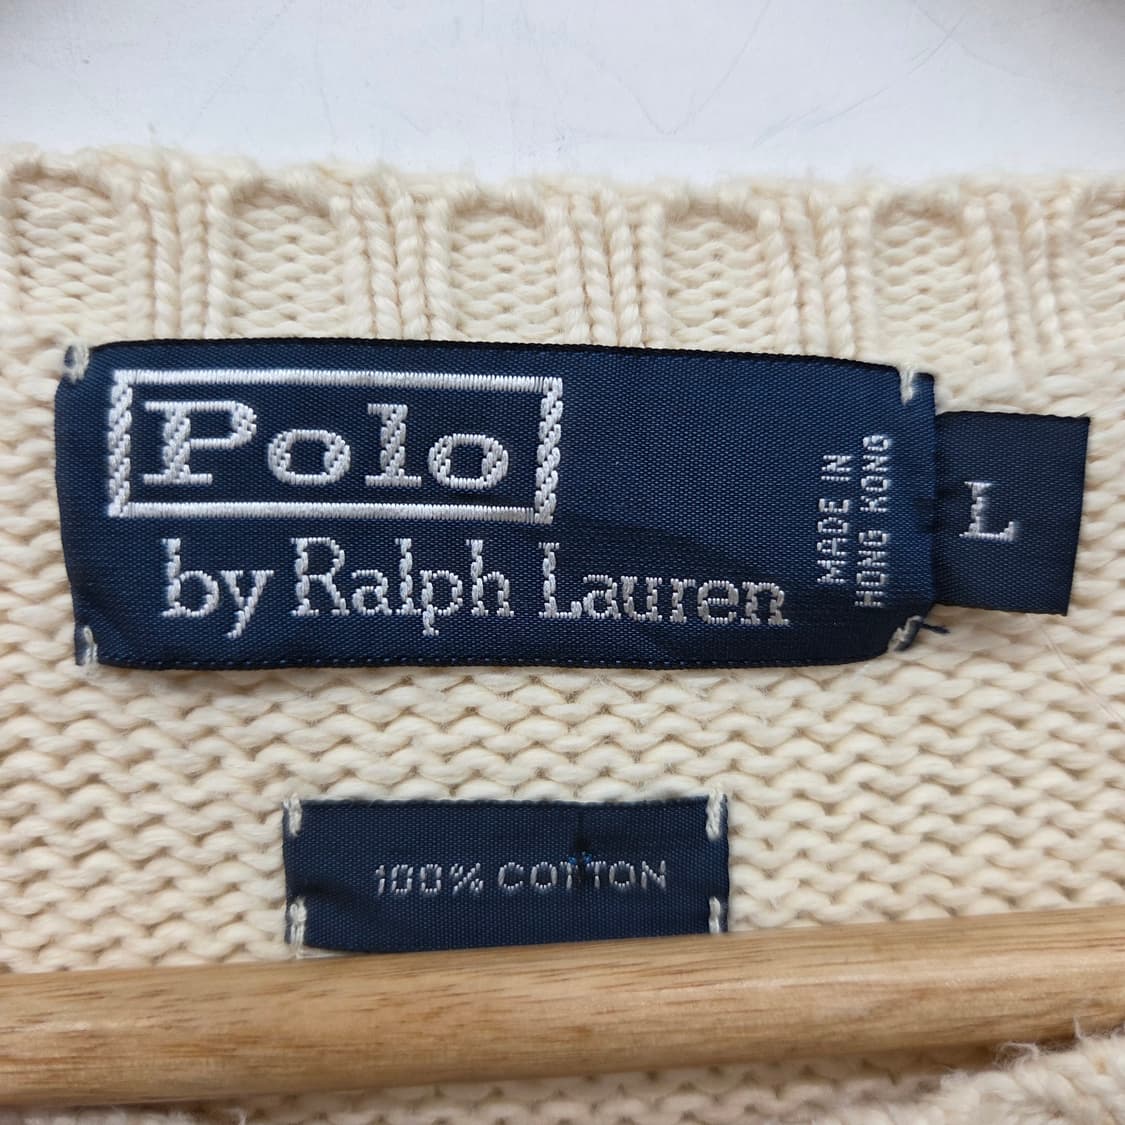 Polo
by Ralph Lauren
MADE IN
HONG KONG
L
100% COTTON